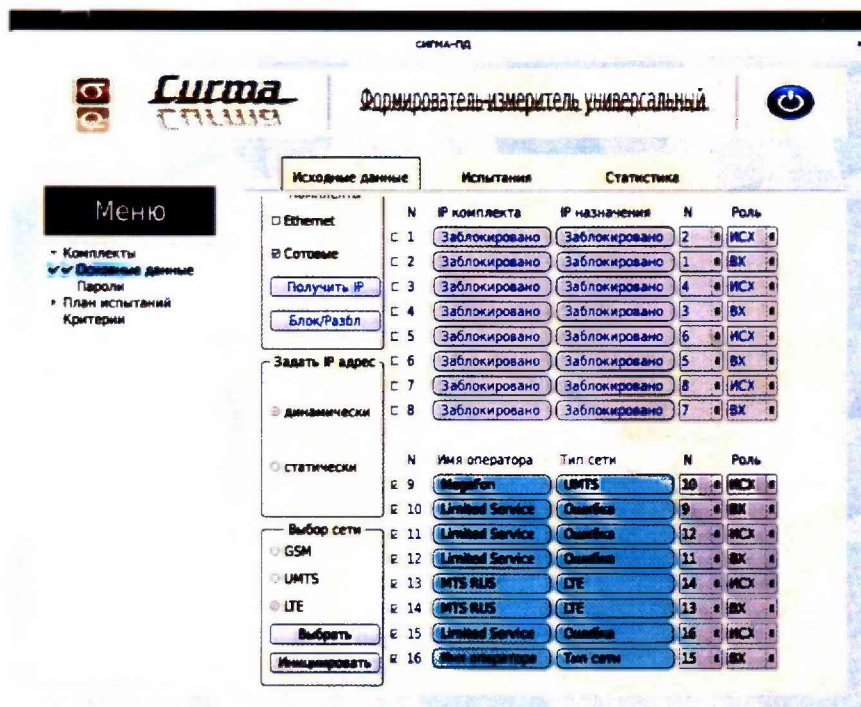 СИГМА-ПД
Сигма
Формирователь-измеритель универсальный
Исходные данные Испытания Статистика
Меню
Комплекты
Основные данные
Пароли
План испытаний
Критерии
Ethernet
Сотовые
Получить IP
Блок/Разбл
Задать IP адрес
динамически
статически
Выбор сети
GSM
UMTS
LTE
Выбрать
Инициировать
N IP комплекта IP назначения N Роль
1 Заблокировано Заблокировано 2 ИСХ
2 Заблокировано Заблокировано 1 ВХ
3 Заблокировано Заблокировано 4 ИСХ
4 Заблокировано Заблокировано 3 ВХ
5 Заблокировано Заблокировано 6 ИСХ
6 Заблокировано Заблокировано 5 ВХ
7 Заблокировано Заблокировано 8 ИСХ
8 Заблокировано Заблокировано 7 ВХ
N Имя оператора Тип сети N Роль
9 MegaFon UMTS 10 ИСХ
10 Limited Service Ошибка 9 ВХ
11 Limited Service Ошибка 12 ИСХ
12 Limited Service Ошибка 11 ВХ
13 MTS RUS LTE 14 ИСХ
14 MTS RUS LTE 13 ВХ
15 Limited Service Ошибка 16 ИСХ
16 Имя оператора Тип сети 15 ВХ